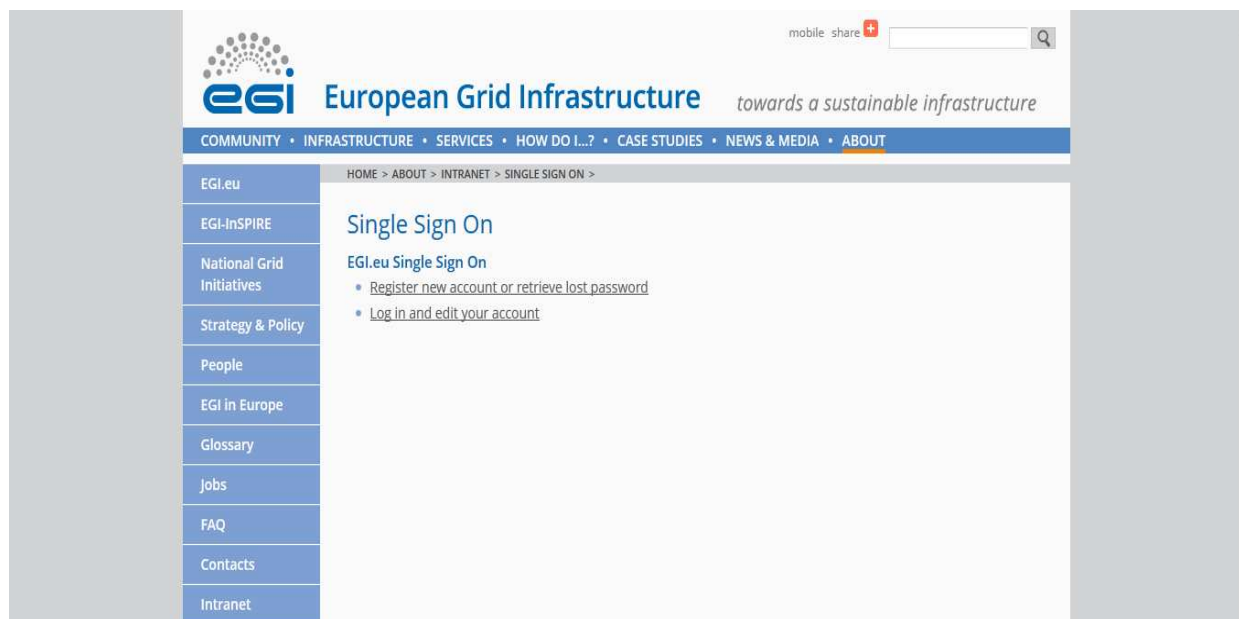 mobile share +
egi
European Grid Infrastructure
towards a sustainable infrastructure
COMMUNITY • INFRASTRUCTURE • SERVICES • HOW DO I...? • CASE STUDIES • NEWS & MEDIA • ABOUT
HOME > ABOUT > INTRANET > SINGLE SIGN ON >
EGI.eu
EGI-InSPIRE
National Grid
Initiatives
Strategy & Policy
People
EGI in Europe
Glossary
Jobs
FAQ
Contacts
Intranet
Single Sign On
EGI.eu Single Sign On
• Register new account or retrieve lost password
• Log in and edit your account